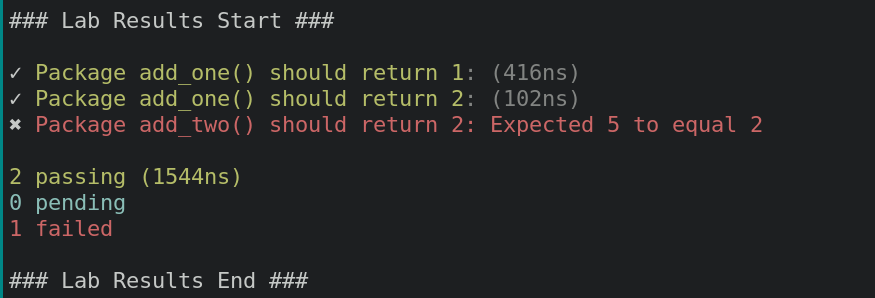 ### Lab Results Start ###
✓ Package add_one() should return 1: (416ns)
✓ Package add_one() should return 2: (102ns)
✖ Package add_two() should return 2: Expected 5 to equal 2
2 passing (1544ns)
0 pending
1 failed
### Lab Results End ###